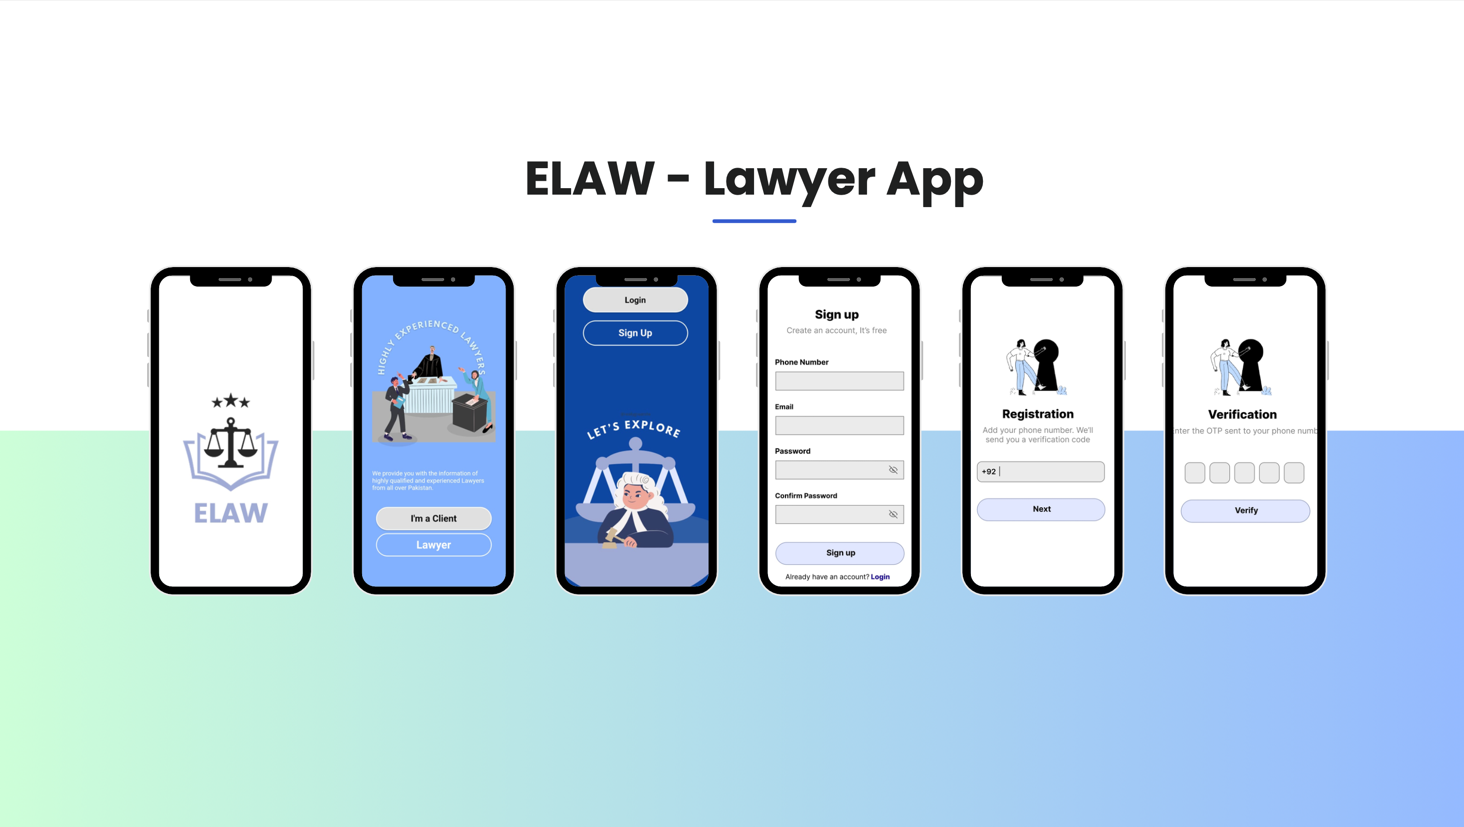 ELAW - Lawyer App
ELAW
HIGHLY EXPERIENCED LAWYERS
We provide you with the information of
highly qualified and experienced Lawyers
from all over Pakistan.
I'm a Client
Lawyer
Login
Sign Up
LET'S EXPLORE
Sign up
Create an account, It's free
Phone Number
Email
Password
Confirm Password
Sign up
Already have an account? Login
Registration
Add your phone number. We'll
send you a verification code
+92
Next
Verification
nter the OTP sent to your phone numb
Verify